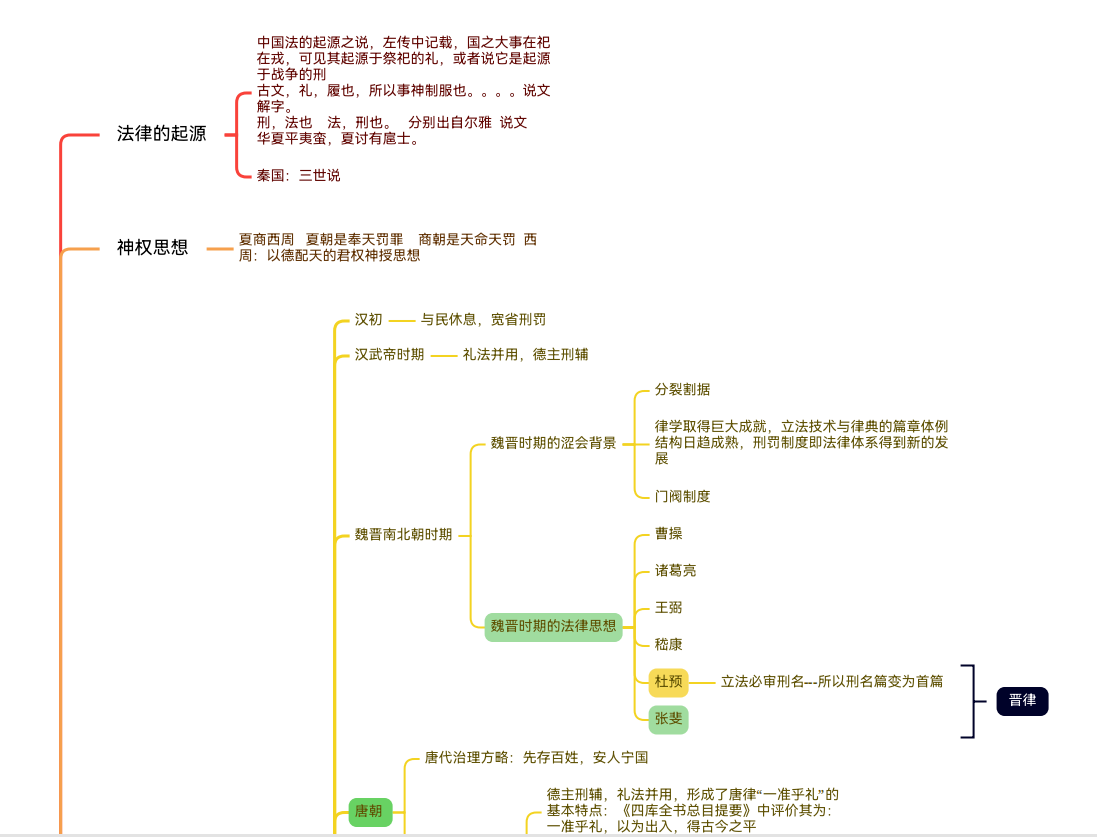 中国法的起源之说，左传中记载，国之大事在祀
在戎，可见其起源于祭祀的礼，或者说它是起源
于战争的刑
古文，礼，履也，所以事神制服也。。。。说文
解字。
刑，法也 法，刑也。 分别出自尔雅 说文
华夏平夷蛮，夏讨有扈士。
法律的起源
秦国：三世说
神权思想
夏商西周 夏朝是奉天罚罪 商朝是天命天罚 西
周：以德配天的君权神授思想
汉初
与民休息，宽省刑罚
汉武帝时期
礼法并用，德主刑辅
魏晋南北朝时期
魏晋时期的涩会背景
分裂割据
律学取得巨大成就，立法技术与律典的篇章体例
结构日趋成熟，刑罚制度即法律体系得到新的发
展
门阀制度
魏晋时期的法律思想
曹操
诸葛亮
王弼
嵇康
杜预
立法必审刑名---所以刑名篇变为首篇
张斐
晋律
唐朝
唐代治理方略：先存百姓，安人宁国
德主刑辅，礼法并用，形成了唐律“一准乎礼”的
基本特点：《四库全书总目提要》中评价其为：
一准乎礼，以为出入，得古今之平